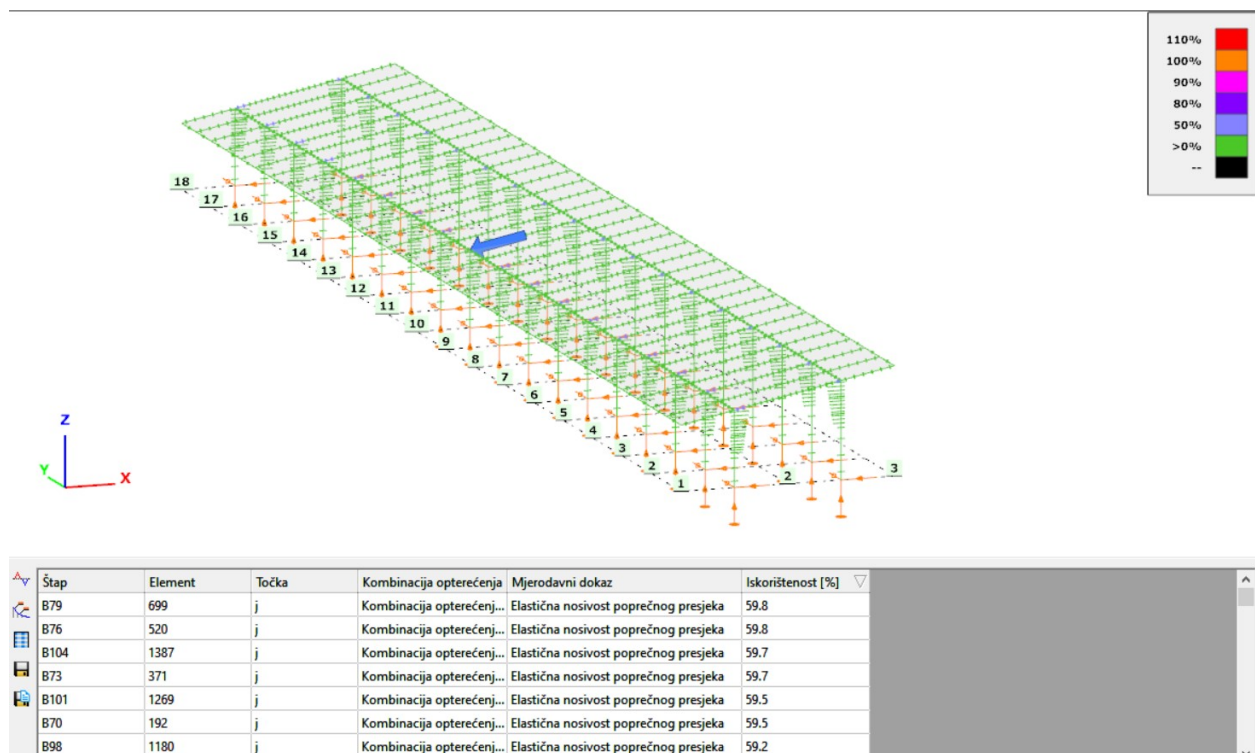 110%
100%
90%
80%
50%
>0%
--
18
17
16
15
14
13
12
11
10
9
8
7
6
5
4
3
2
1
2
3
Z
Y
X
Štap Element Točka Kombinacija opterećenja Mjerodavni dokaz Iskorištenost [%]
B79 699 j Kombinacija opterećenj... Elastična nosivost poprečnog presjeka 59.8
B76 520 j Kombinacija opterećenj... Elastična nosivost poprečnog presjeka 59.8
B104 1387 j Kombinacija opterećenj... Elastična nosivost poprečnog presjeka 59.7
B73 371 j Kombinacija opterećenj... Elastična nosivost poprečnog presjeka 59.7
B101 1269 j Kombinacija opterećenj... Elastična nosivost poprečnog presjeka 59.5
B70 192 j Kombinacija opterećenj... Elastična nosivost poprečnog presjeka 59.5
B98 1180 j Kombinacija opterećenj... Elastična nosivost poprečnog presjeka 59.2